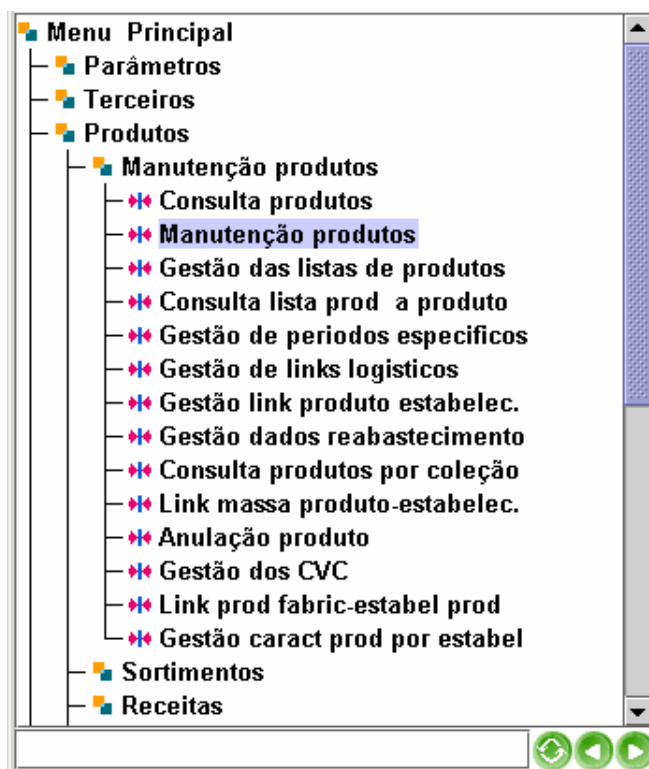 Menu Principal
Parâmetros
Terceiros
Produtos
Manutenção produtos
Consulta produtos
Manutenção produtos
Gestão das listas de produtos
Consulta lista prod a produto
Gestão de periodos especificos
Gestão de links logisticos
Gestão link produto estabelec.
Gestão dados reabastecimento
Consulta produtos por coleção
Link massa produto-estabelec.
Anulação produto
Gestão dos CVC
Link prod fabric-estabel prod
Gestão caract prod por estabel
Sortimentos
Receitas